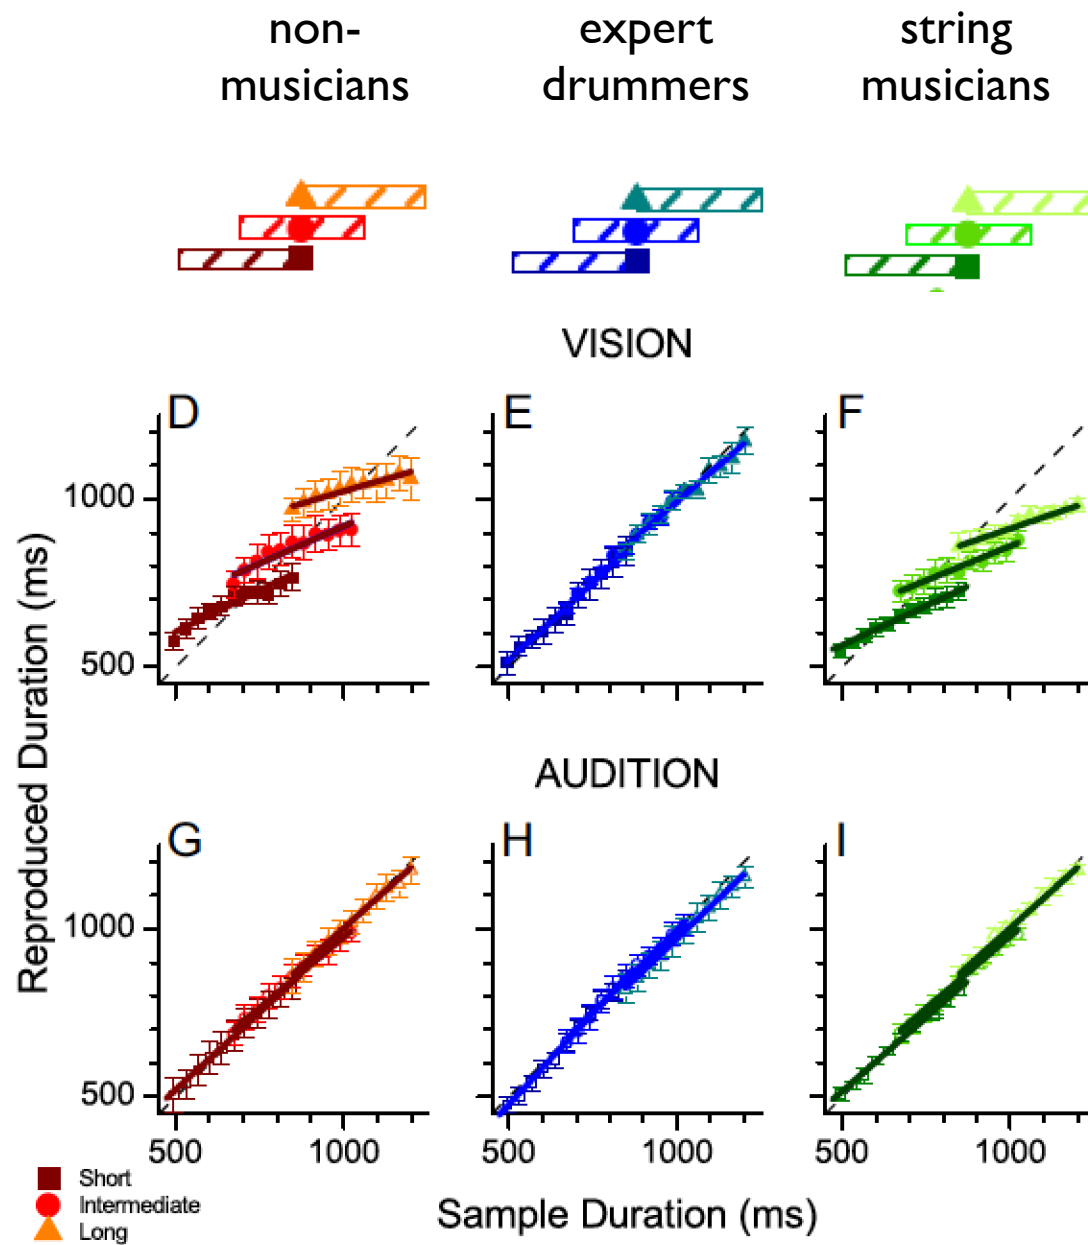 non-
musicians
expert
drummers
string
musicians
VISION
D
E
F
1000
500
AUDITION
G
H
I
1000
500
500
1000
500
1000
500
1000
Reproduced Duration (ms)
Sample Duration (ms)
Short
Intermediate
Long